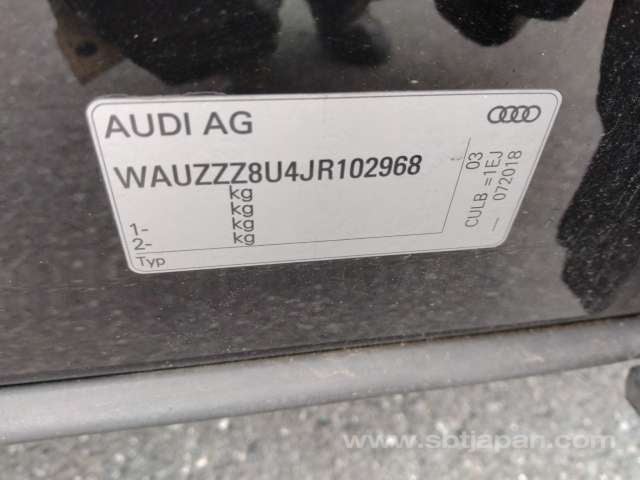 AUDI AG
WAUZZZ8U4JR102968
kg
kg
1- kg
2- kg
Typ
03
CULB =1EJ
— 072018
www.sbtjapan.com